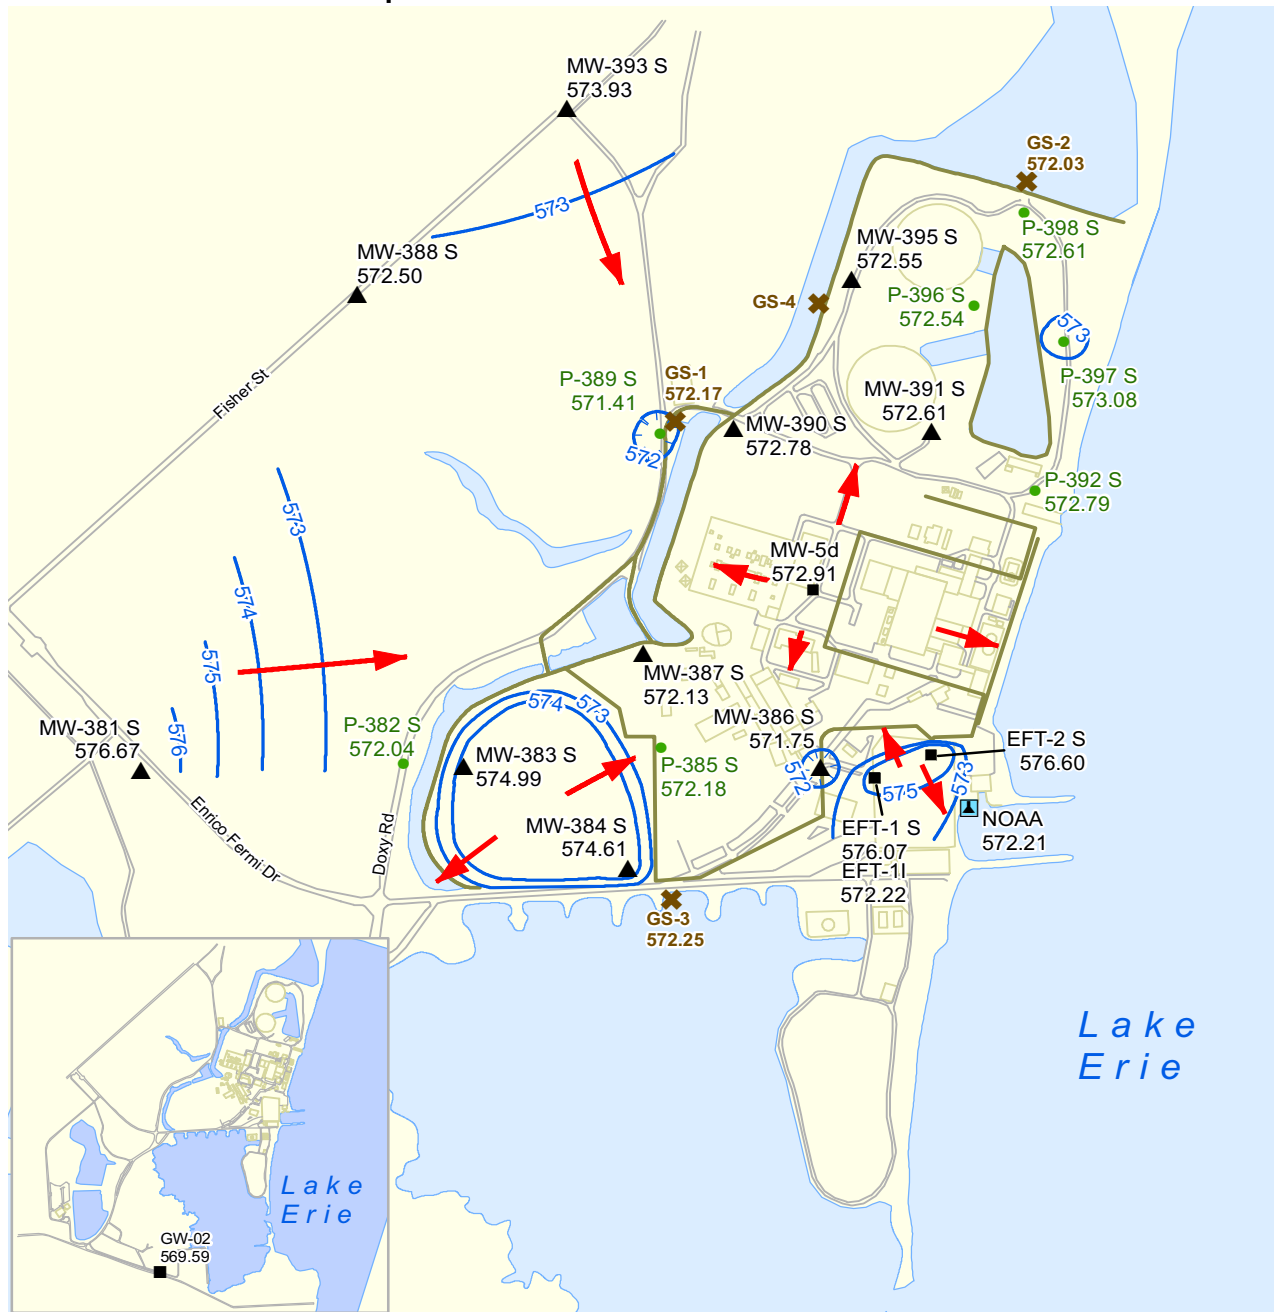 MW-393 S
573.93
GS-2
572.03
573
P-398 S
572.61
MW-388 S
572.50
MW-395 S
572.55
P-396 S
572.54
GS-4
573
P-397 S
573.08
Fisher St
P-389 S
571.41
GS-1
572.17
MW-391 S
572.61
572
MW-390 S
572.78
P-392 S
572.79
573
MW-5d
572.91
574
575
MW-387 S
572.13
576
MW-381 S
576.67
P-382 S
572.04
574
573
MW-386 S
571.75
MW-383 S
574.99
P-385 S
572.18
572
EFT-2 S
576.60
575
573
NOAA
572.21
Enrico Fermi Dr
Doxy Rd
MW-384 S
574.61
EFT-1 S
576.07
EFT-1I
572.22
GS-3
572.25
Lake
Erie
Lake
Erie
GW-02
569.59